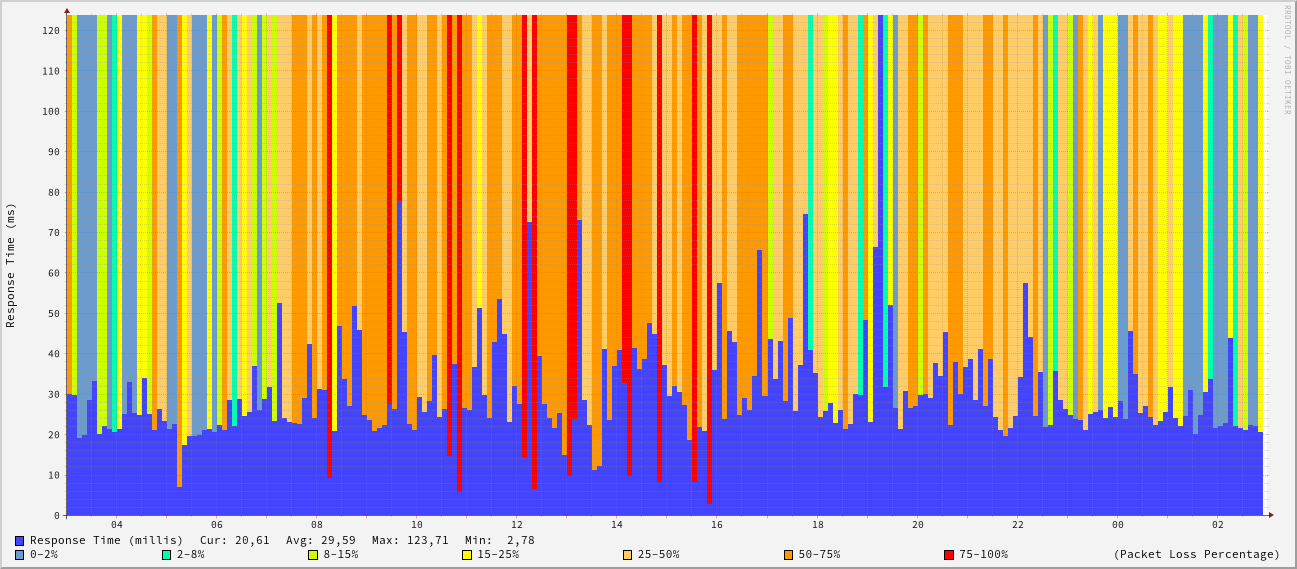 RRDTOOL / TOBI OETIKER
Response Time (ms)
120
110
100
90
80
70
60
50
40
30
20
10
0
04 06 08 10 12 14 16 18 20 22 00 02
Response Time (millis) Cur: 20,61 Avg: 29,59 Max: 123,71 Min: 2,78
0-2% 2-8% 8-15% 15-25% 25-50% 50-75% 75-100% (Packet Loss Percentage)